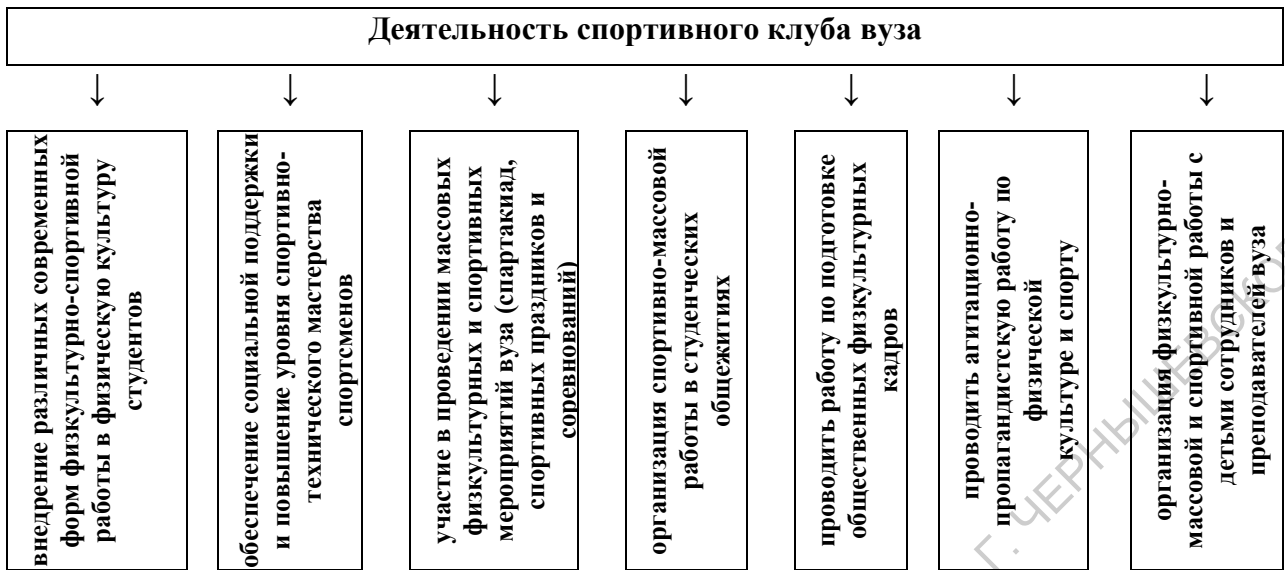 Деятельность спортивного клуба вуза
↓ ↓ ↓ ↓ ↓ ↓ ↓
внедрение различных современных
форм физкультурно-спортивной
работы в физическую культуру
студентов
обеспечение социальной поддержки
и повышение уровня спортивно-
технического мастерства
спортсменов
участие в проведении массовых
физкультурных и спортивных
мероприятий вуза (спартакиад,
спортивных праздников и
соревнований)
организация спортивно-массовой
работы в студенческих
общежитиях
проводить работу по подготовке
общественных физкультурных
кадров
проводить агитационно-
пропагандистскую работу по
физической
культуре и спорту
организация физкультурно-
массовой и спортивной работы с
детьми сотрудников и
преподавателей вуза
Г. ЧЕРНЫШЕВСКОГ